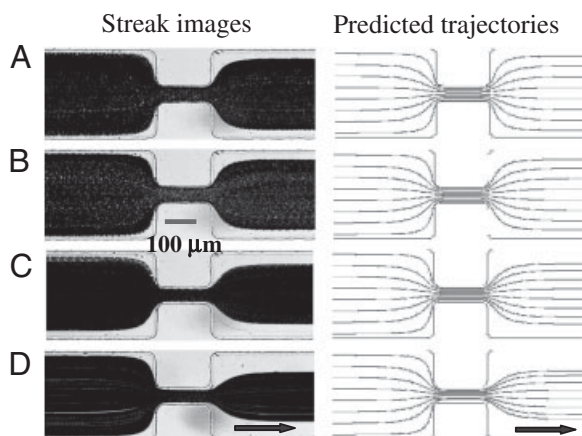 Streak images
Predicted trajectories
A
B
100 μm
C
D